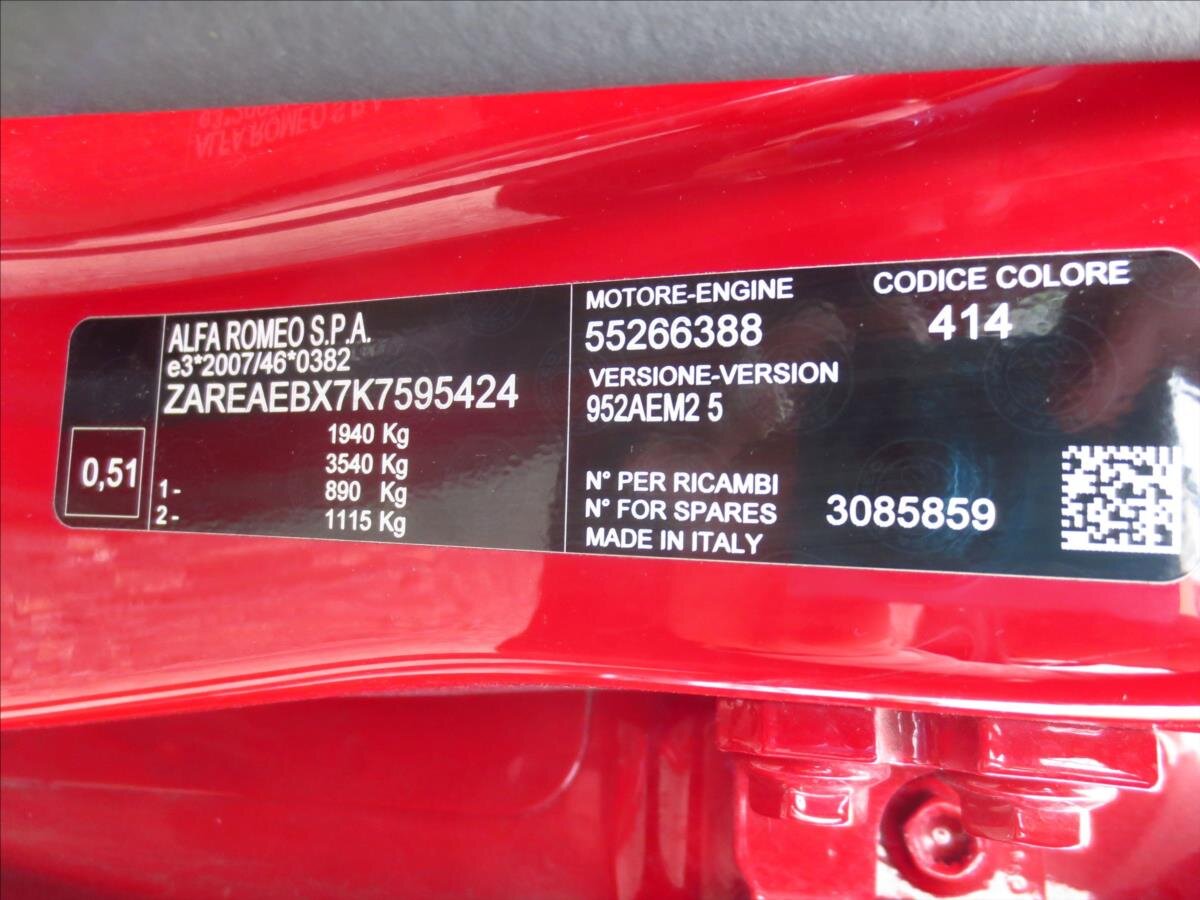 0,51
ALFA ROMEO S.P.A.
e3*2007/46*0382
ZAREAEBX7K7595424
1940 Kg
3540 Kg
1- 890 Kg
2- 1115 Kg
MOTORE-ENGINE
55266388
VERSIONE-VERSION
952AEM2 5
N° PER RICAMBI
N° FOR SPARES 3085859
MADE IN ITALY
CODICE COLORE
414